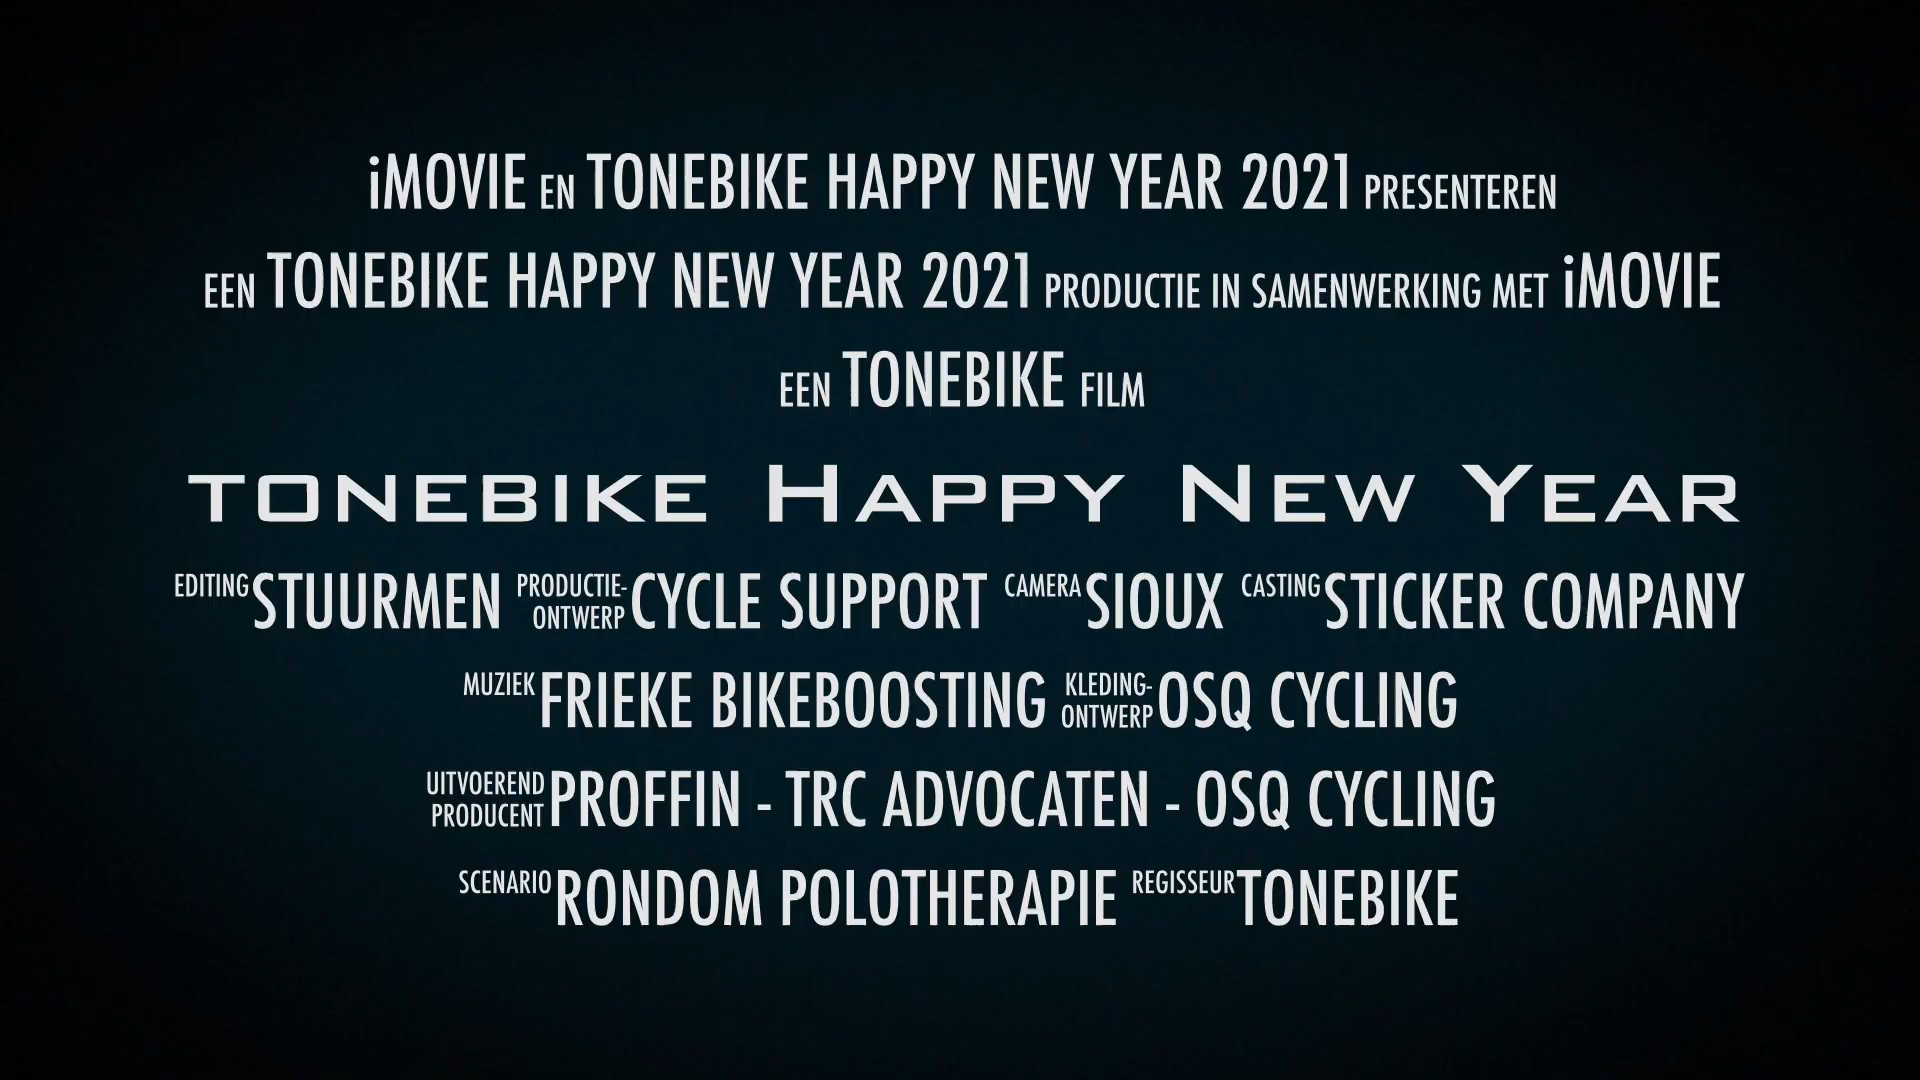 iMOVIE EN TONEBIKE HAPPY NEW YEAR 2021 PRESENTEREN
EEN TONEBIKE HAPPY NEW YEAR 2021 PRODUCTIE IN SAMENWERKING MET iMOVIE
EEN TONEBIKE FILM
TONEBIKE HAPPY NEW YEAR
EDITING STUURMEN PRODUCTIE-ONTWERP CYCLE SUPPORT CAMERA SIOUX CASTING STICKER COMPANY
MUZIEK FRIEKE BIKEBOOSTING KLEDING-ONTWERP OSQ CYCLING
UITVOEREND PRODUCENT PROFFIN - TRC ADVOCATEN - OSQ CYCLING
SCENARIO RONDOM POLOTHERAPIE REGISSEUR TONEBIKE